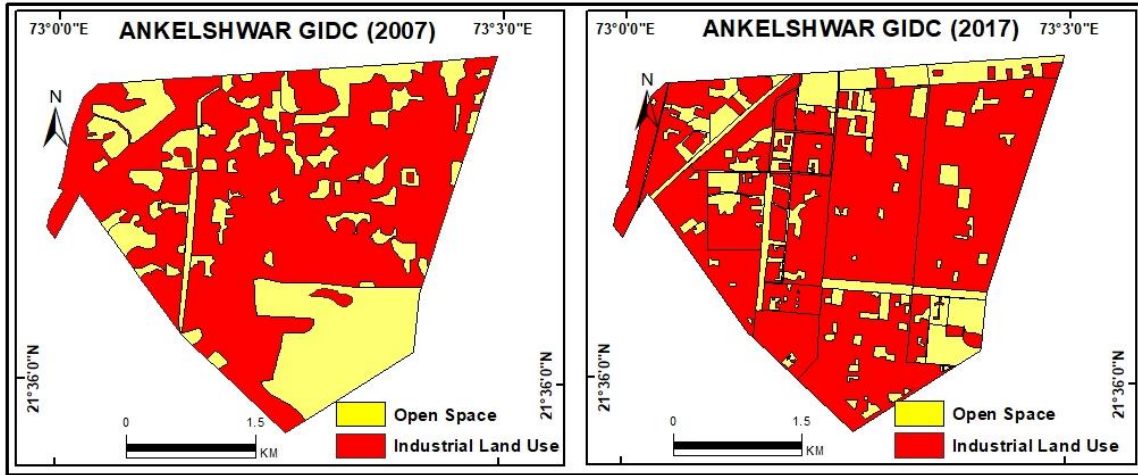 73°0'0"E
ANKELSHWAR GIDC (2007)
73°3'0"E
N
21°36'0"N
21°36'0"N
0
1.5
KM
Open Space
Industrial Land Use
73°0'0"E
ANKELSHWAR GIDC (2017)
73°3'0"E
N
21°36'0"N
21°36'0"N
0
1.5
KM
Open Space
Industrial Land Use